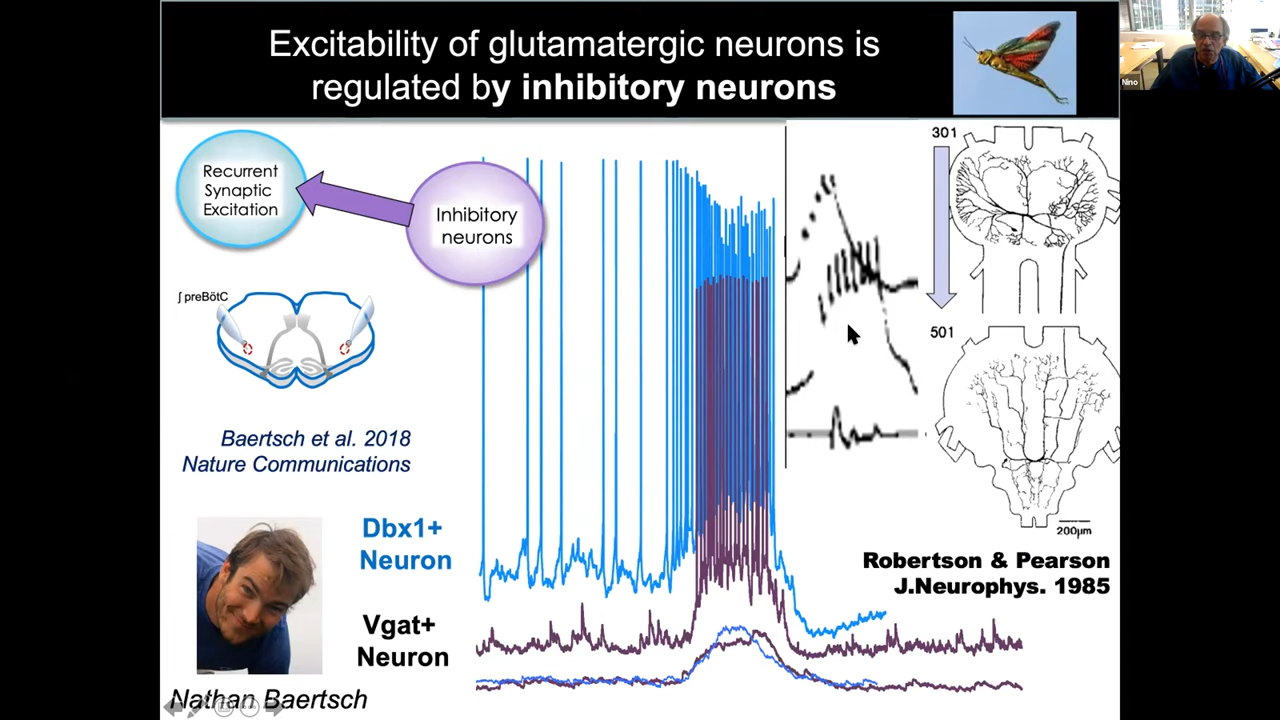 Excitability of glutamatergic neurons is
regulated by inhibitory neurons
Nino
Recurrent
Synaptic
Excitation
Inhibitory
neurons
∫ preBötC
Baertsch et al. 2018
Nature Communications
Dbx1+
Neuron
Vgat+
Neuron
Nathan Baertsch
301
501
200µm
Robertson & Pearson
J.Neurophys. 1985